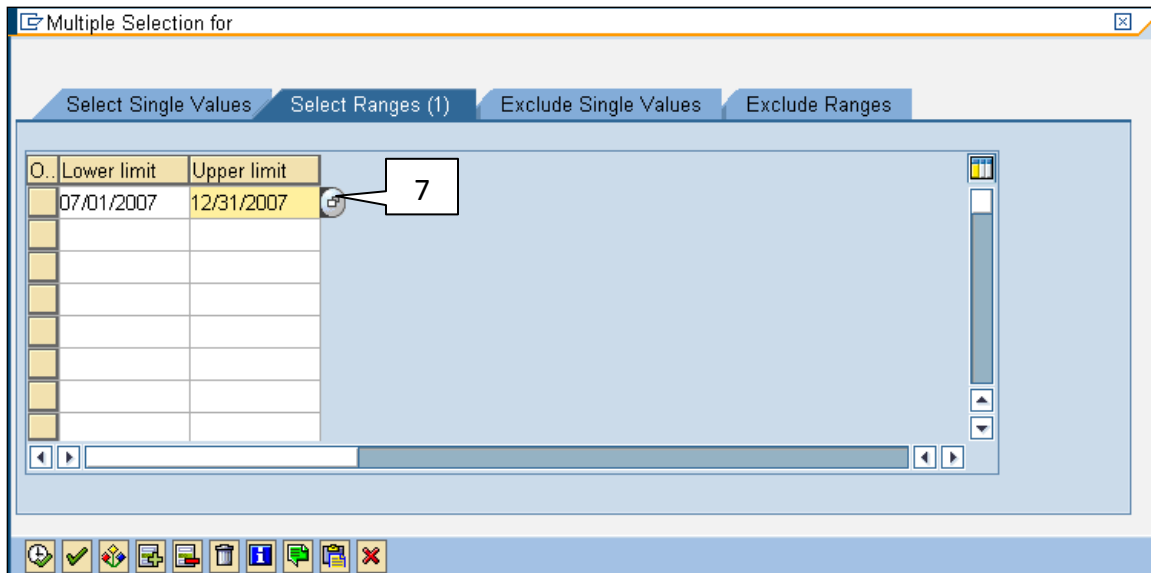 Multiple Selection for
Select Single Values Select Ranges (1) Exclude Single Values Exclude Ranges
O.. Lower limit Upper limit
07/01/2007 12/31/2007 7